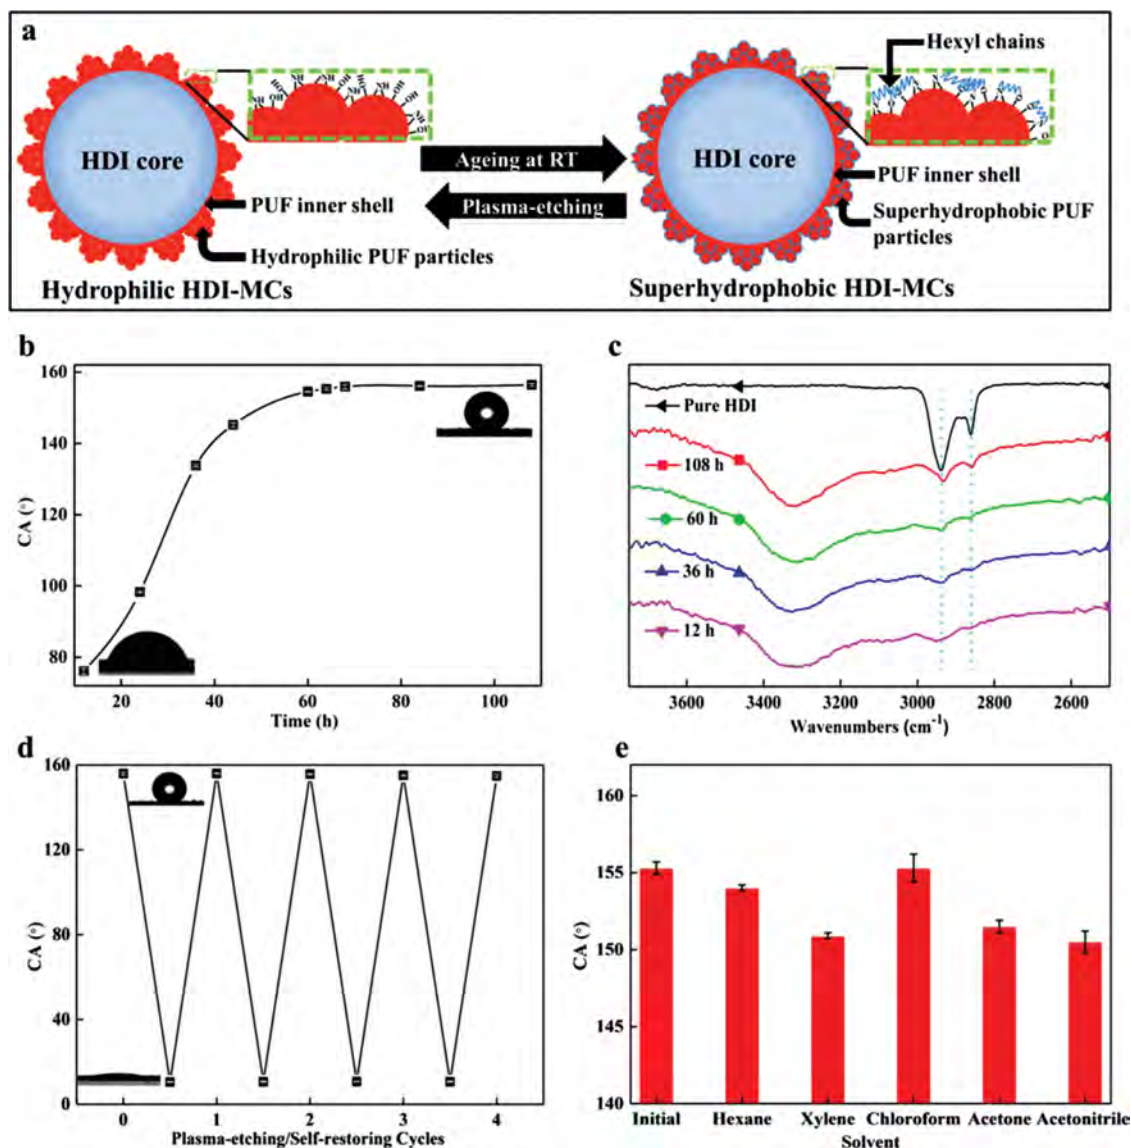 a
Hexyl chains
HDI core
PUF inner shell
Hydrophilic PUF particles
Hydrophilic HDI-MCs
Ageing at RT
Plasma-etching
HDI core
PUF inner shell
Superhydrophobic PUF
particles
Superhydrophobic HDI-MCs
b
CA (°)
160
140
120
100
80
20 40 60 80 100
Time (h)
c
Pure HDI
108 h
60 h
36 h
12 h
3600 3400 3200 3000 2800 2600
Wavenumbers (cm⁻¹)
d
CA (°)
160
120
80
40
0
0 1 2 3 4
Plasma-etching/Self-restoring Cycles
e
CA (°)
160
155
150
145
140
Initial Hexane Xylene Chloroform Acetone Acetonitrile
Solvent